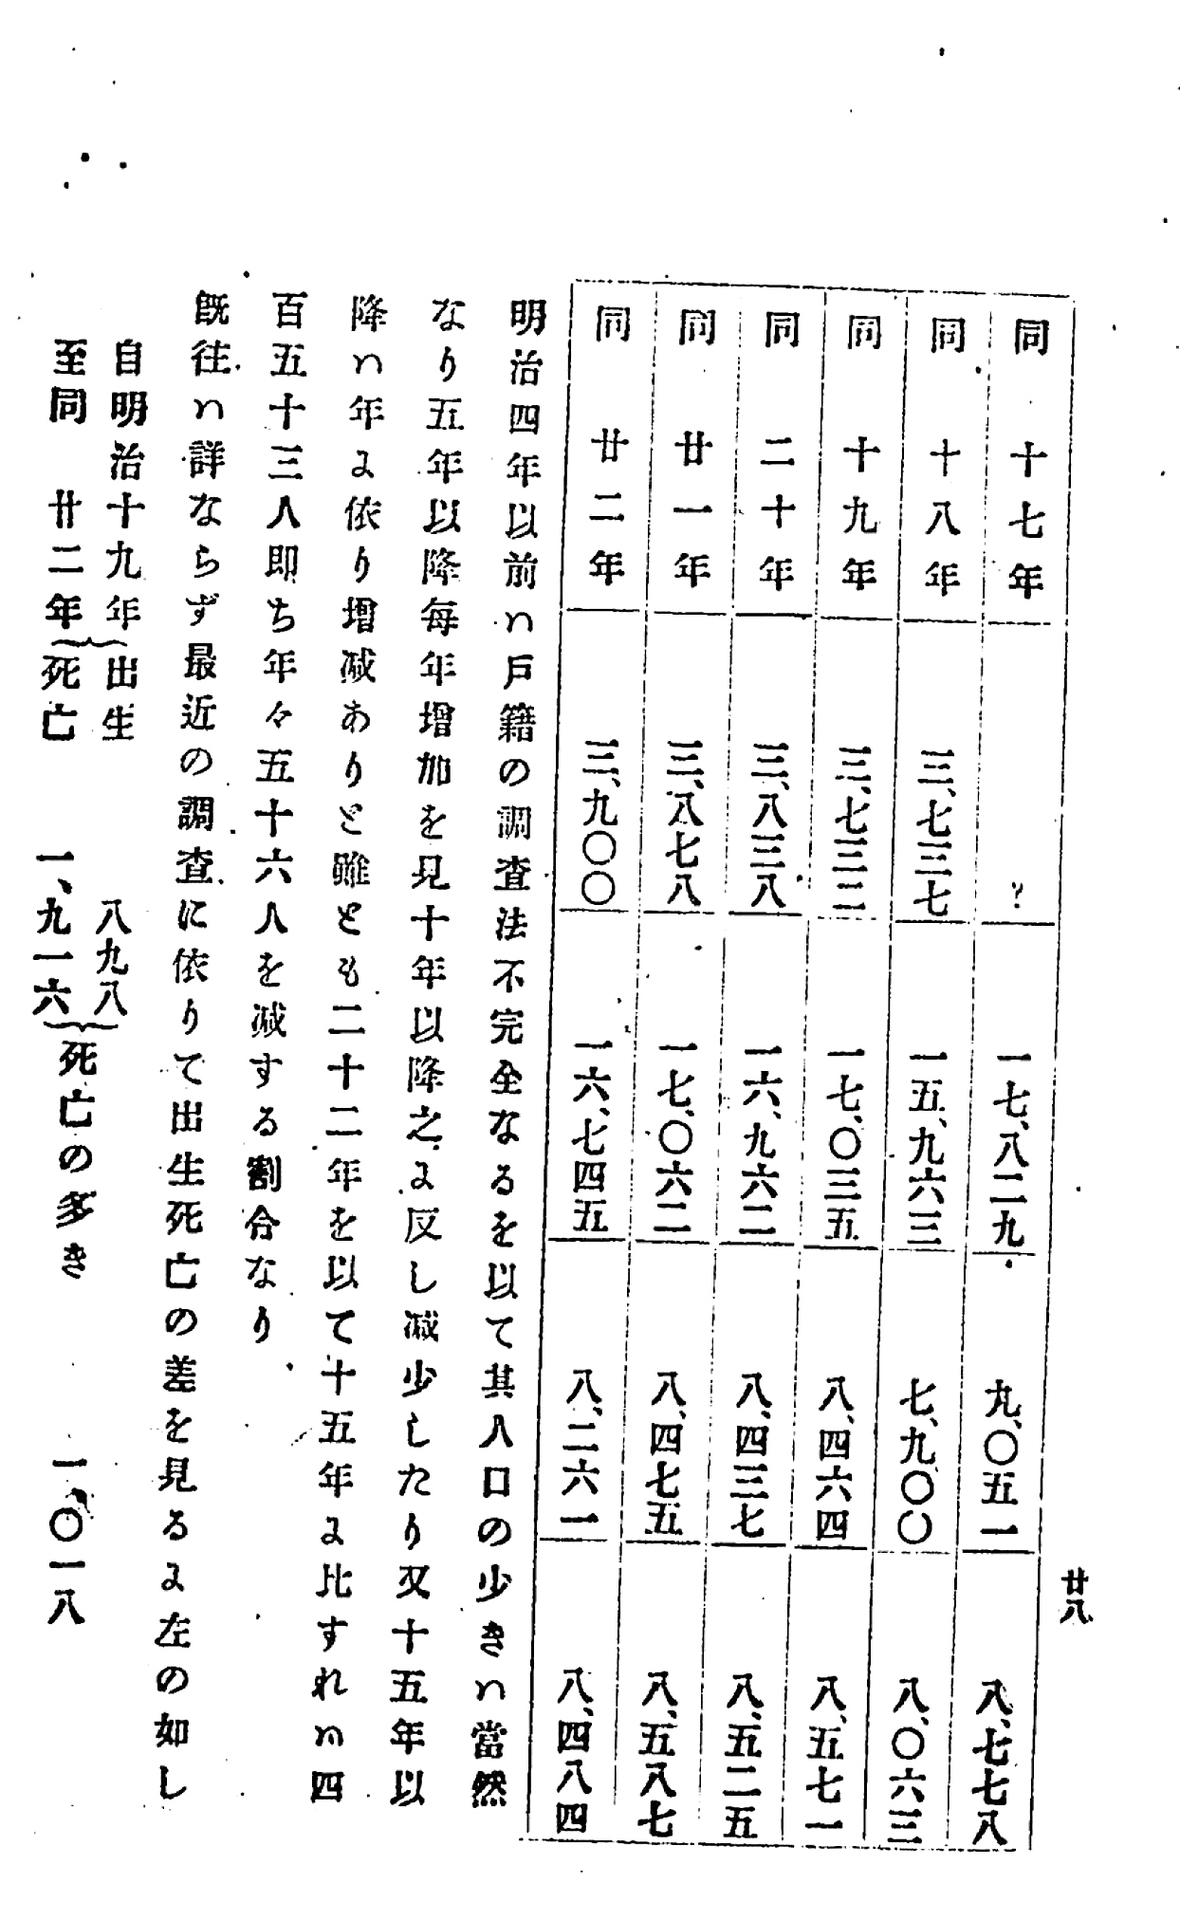 廿八
同 十七年 ? 一七、八二九 九、〇五一 八、七七八
同 十八年 三、七三七 一五、九六三 七、九〇〇 八、〇六三
同 十九年 三、七三二 一七、〇三五 八、四六四 八、五七一
同 二十年 三、八三八 一六、九六二 八、四三七 八、五二五
同 廿一年 三、八七八 一七、〇六二 八、四七五 八、五八七
同 廿二年 三、九〇〇 一六、七四五 八、二六一 八、四八四
明治四年以前ハ戸籍の調査法不完全なるを以て其人口の少きハ當然
なり五年以降毎年增加を見十年以降之に反し減少したり又十五年以
降ハ年に依り增减ありと雖とも二十二年を以て十五年に比すれハ四
百五十三人即ち年々五十六人を减する割合なり
既往ハ詳ならず最近の調査に依りて出生死亡の差を見るに左の如し
自明治十九年 出生 八九八
至同 廿二年 死亡 一、九一六
死亡の多き 一、〇一八